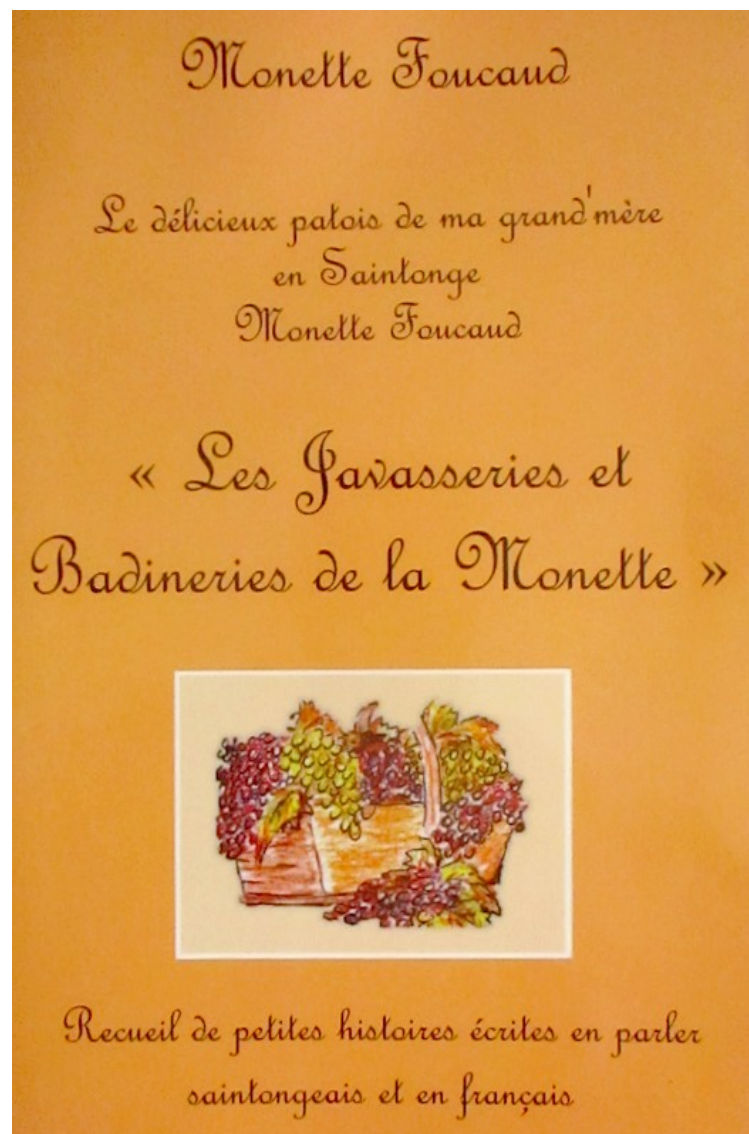 Monette Foucaud
Le délicieux patois de ma grand'mère
en Saintonge
Monette Foucaud
« Les Javasseries et
Badineries de la Monette »
Recueil de petites histoires écrites en parler
saintongeais et en français